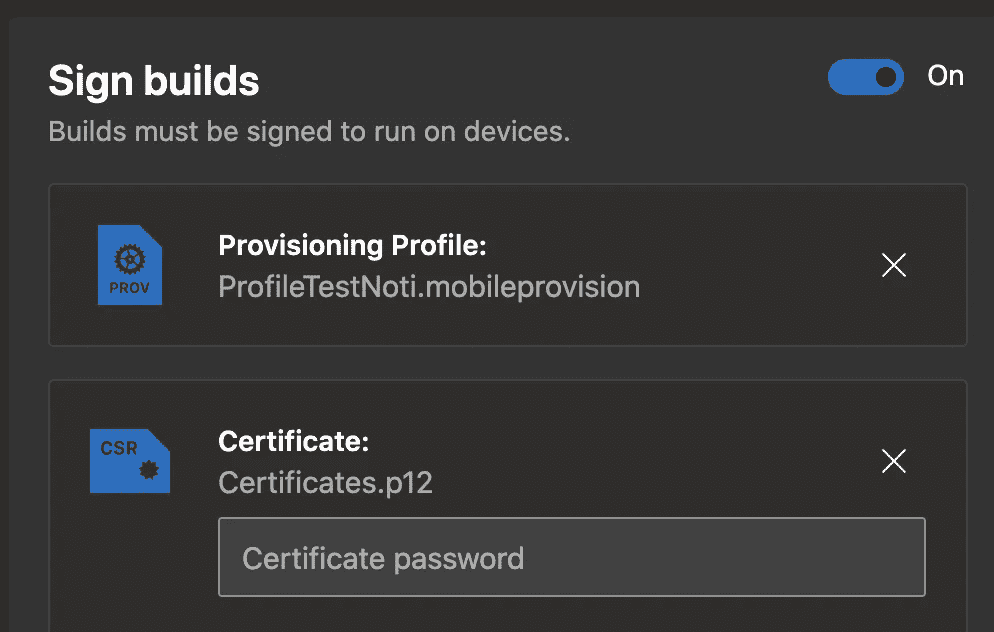 Sign builds
On
Builds must be signed to run on devices.
PROV
Provisioning Profile:
ProfileTestNoti.mobileprovision
CSR
Certificate:
Certificates.p12
Certificate password